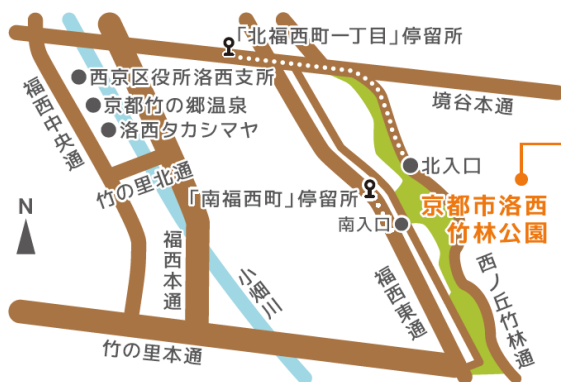 「北福西町一丁目」停留所
西京区役所洛西支所
京都竹の郷温泉
洛西タカシマヤ
境谷本通
福西中央通
北入口
竹の里北通
「南福西町」停留所
京都市洛西
竹林公園
N
南入口
福西本通
小畑川
福西東通
西ノ丘竹林通
竹の里本通